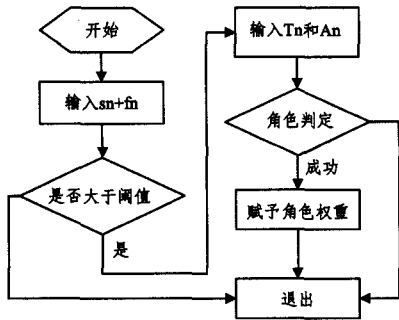 开始
输入sn+fn
是否大于阈值
是
输入Tn和An
角色判定
成功
赋予角色权重
退出